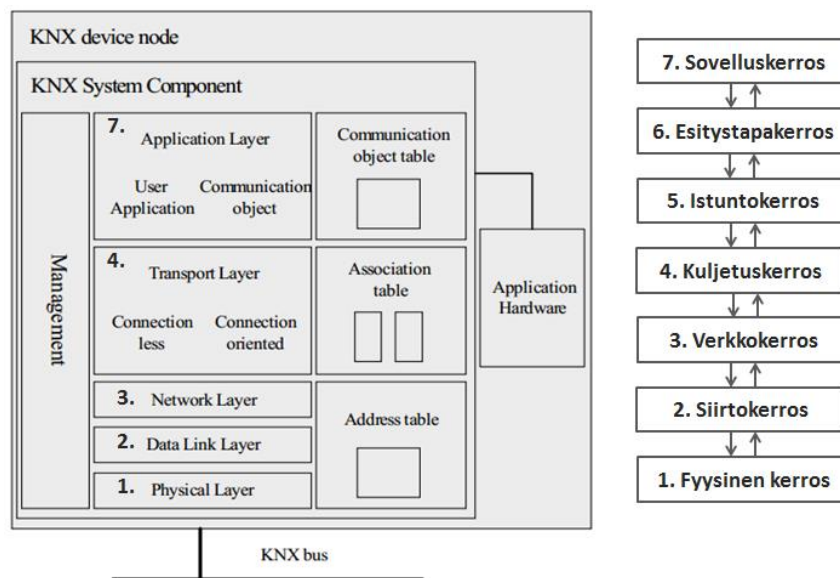 KNX device node
KNX System Component
Management
7.
Application Layer
User
Application
Communication
object
Communication
object table
4.
Transport Layer
Connection
less
Connection
oriented
Association
table
3. Network Layer
2. Data Link Layer
1. Physical Layer
Address table
Application
Hardware
KNX bus
7. Sovelluskerros
6. Esitystapakerros
5. Istuntokerros
4. Kuljetuskerros
3. Verkkokerros
2. Siirtokerros
1. Fyysinen kerros